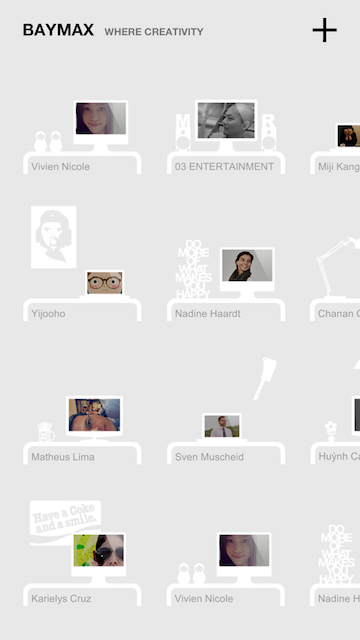 BAYMAX WHERE CREATIVITY
Vivien Nicole
M R
03 ENTERTAINMENT
Miji Kang
Yijooho
DO
MORE
OF
WHAT
MAKES
YOU
HAPPY
Nadine Haardt
Chanan
Matheus Lima
Sven Muscheid
Huỳnh
Have a Coke
and a smile.
Karielys Cruz
Vivien Nicole
DO
MORE
OF
WHAT
MAKES
YOU
HAPPY
Nadine H